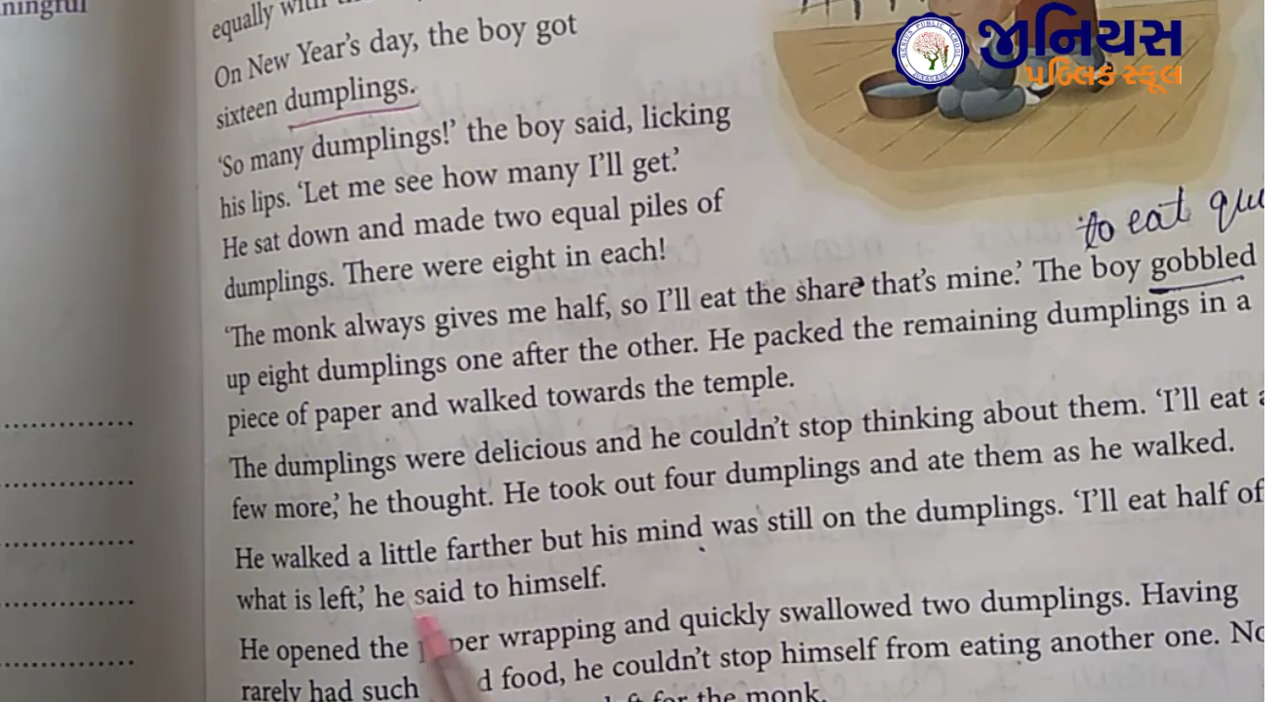 ningful
equally with
On New Year's day, the boy got
sixteen dumplings.
'So many dumplings!' the boy said, licking
his lips. 'Let me see how many I'll get.'
He sat down and made two equal piles of
dumplings. There were eight in each!
to eat
'The monk always gives me half, so I'll eat the share that's mine.' The boy gobbled
up eight dumplings one after the other. He packed the remaining dumplings in a
piece of paper and walked towards the temple.
The dumplings were delicious and he couldn't stop thinking about them. 'I'll eat a
few more,' he thought. He took out four dumplings and ate them as he walked.
He walked a little farther but his mind was still on the dumplings. 'I'll eat half of
what is left,' he said to himself.
He opened the wrapping and quickly swallowed two dumplings. Having
rarely had such food, he couldn't stop himself from eating another one.
for the monk.
જીનિયસ
પબ્લિક સ્કૂલ
GENIUS PUBLIC SCHOOL